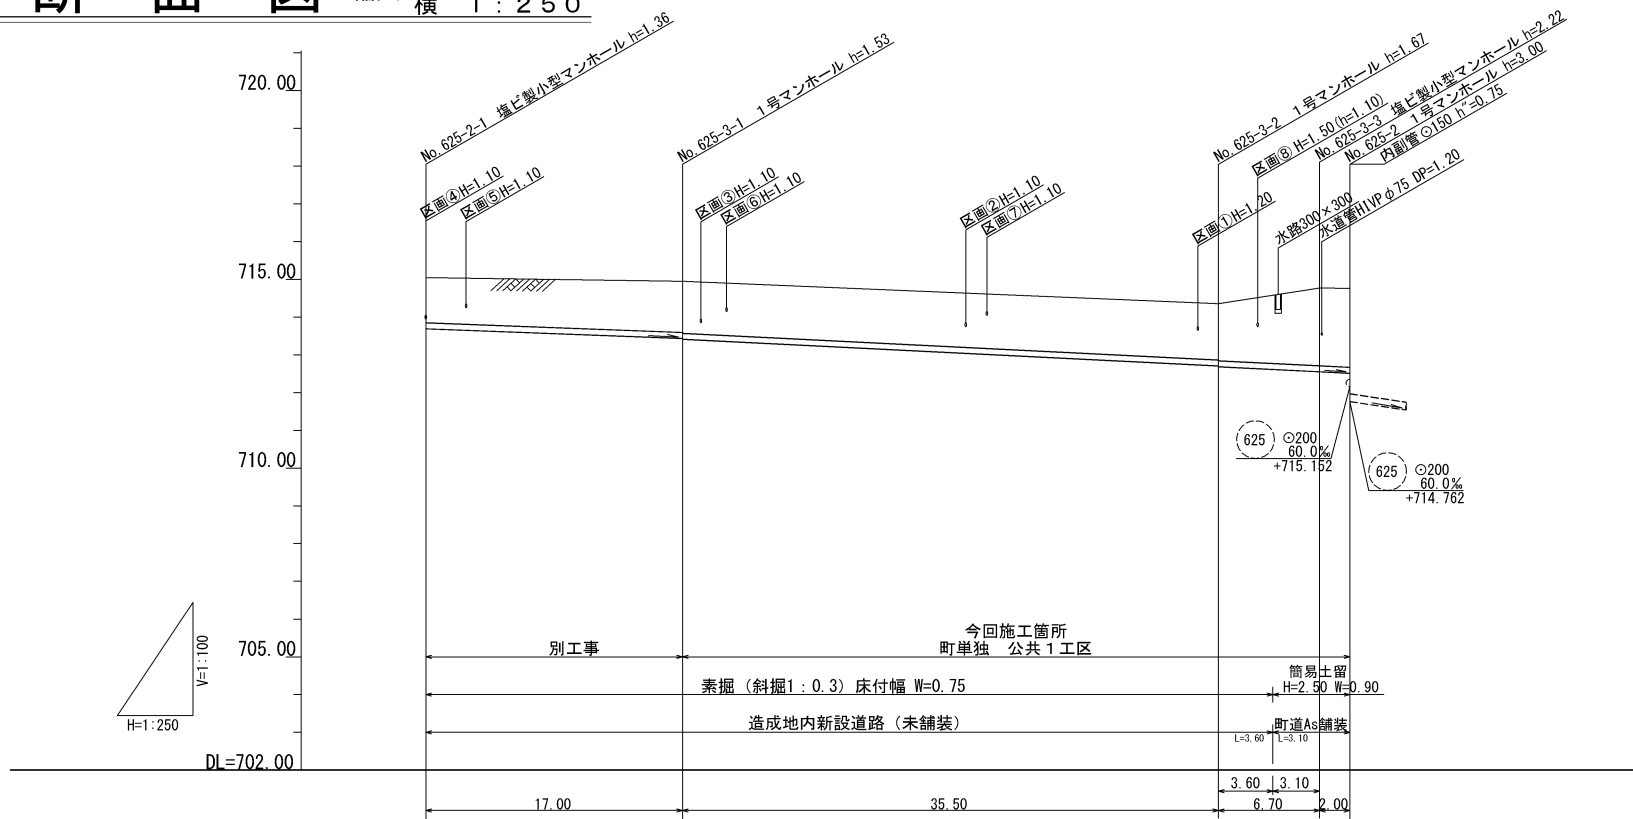 断 面 図 横 1:250
No.625-2-1 塩ビ製小型マンホール h=1.36
No.625-3-1 1号マンホール h=1.53
No.625-3-2 1号マンホール h=1.67
区画⑧ H=1.50(h=1.10)
No.625-3-3 塩ビ製小型マンホール h=2.22
No.625-2 1号マンホール h=3.00
内副管 ⊙150 h"=0.75
区画④H=1.10
区画⑤H=1.10
区画③H=1.10
区画⑥H=1.10
区画②H=1.10
区画⑦H=1.10
区画①H=1.20
水路300×300
水道管HIVPφ75 DP=1.20
720.00
715.00
710.00
705.00
DL=702.00
625 ⊙200
60.0‰
+715.152
625 ⊙200
60.0‰
+714.762
V=1:100
H=1:250
別工事
今回施工箇所
町単独 公共1工区
素掘(斜掘1:0.3)床付幅 W=0.75
簡易土留
H=2.50 W=0.90
造成地内新設道路(未舗装)
町道As舗装
L=3.60 L=3.10
3.60 3.10
17.00 35.50 6.70 2.00